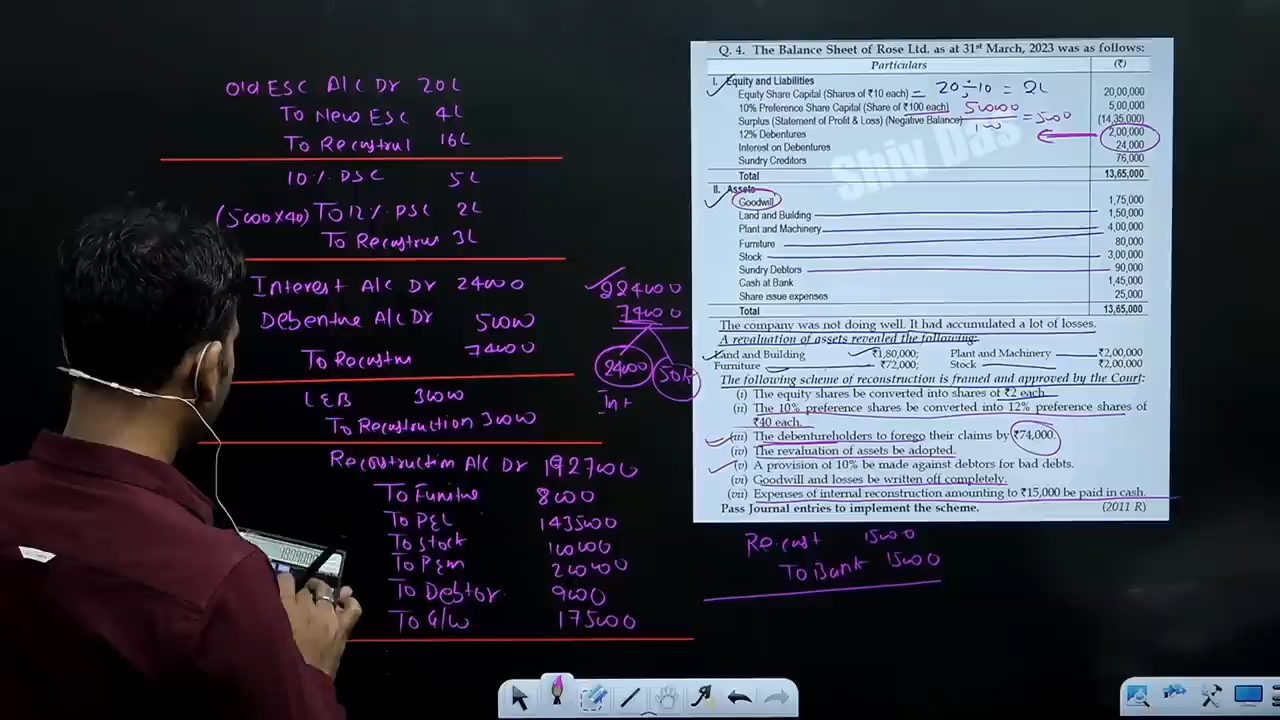 Old ESC A/c Dr 20L
To New ESC 4L
To Reconstrul 16L
10% PSC 5L
(5000x40) To 12% PSC 2L
To Recostrus 3L
Interest A/c Dr 24000
Debenture A/c Dr 50000
To Recostru 74000
L&B 30000
To Reconstruction 30000
Reconstruction A/c Dr 1927000
To Furnitue 8000
To P&L 1435000
To Stock 100000
To P&M 200000
To Debtor 9000
To G/w 175000
224000
74000
24000
50K
Int
Q. 4. The Balance Sheet of Rose Ltd. as at 31st March, 2023 was as follows:
Particulars (₹)
I. Equity and Liabilities
Equity Share Capital (Shares of ₹10 each) = 20÷10 = 2L 20,00,000
10% Preference Share Capital (Share of ₹100 each) 500000/100 = 5000 5,00,000
Surplus (Statement of Profit & Loss) (Negative Balance) (14,35,000)
12% Debentures 2,00,000
Interest on Debentures 24,000
Sundry Creditors 76,000
Total 13,65,000
II. Assets
Goodwill 1,75,000
Land and Building 1,50,000
Plant and Machinery 4,00,000
Furniture 80,000
Stock 3,00,000
Sundry Debtors 90,000
Cash at Bank 1,45,000
Share issue expenses 25,000
Total 13,65,000
Shiv Das
The company was not doing well. It had accumulated a lot of losses.
A revaluation of assets revealed the following:
Land and Building ₹1,80,000; Plant and Machinery ₹2,00,000
Furniture ₹72,000; Stock ₹2,00,000
The following scheme of reconstruction is framed and approved by the Court:
(i) The equity shares be converted into shares of ₹2 each.
(ii) The 10% preference shares be converted into 12% preference shares of
₹40 each.
(iii) The debentureholders to forego their claims by ₹74,000.
(iv) The revaluation of assets be adopted.
(v) A provision of 10% be made against debtors for bad debts.
(vi) Goodwill and losses be written off completely.
(vii) Expenses of internal reconstruction amounting to ₹15,000 be paid in cash.
Pass Journal entries to implement the scheme. (2011 R)
Re.cost 15000
To Bank 15000